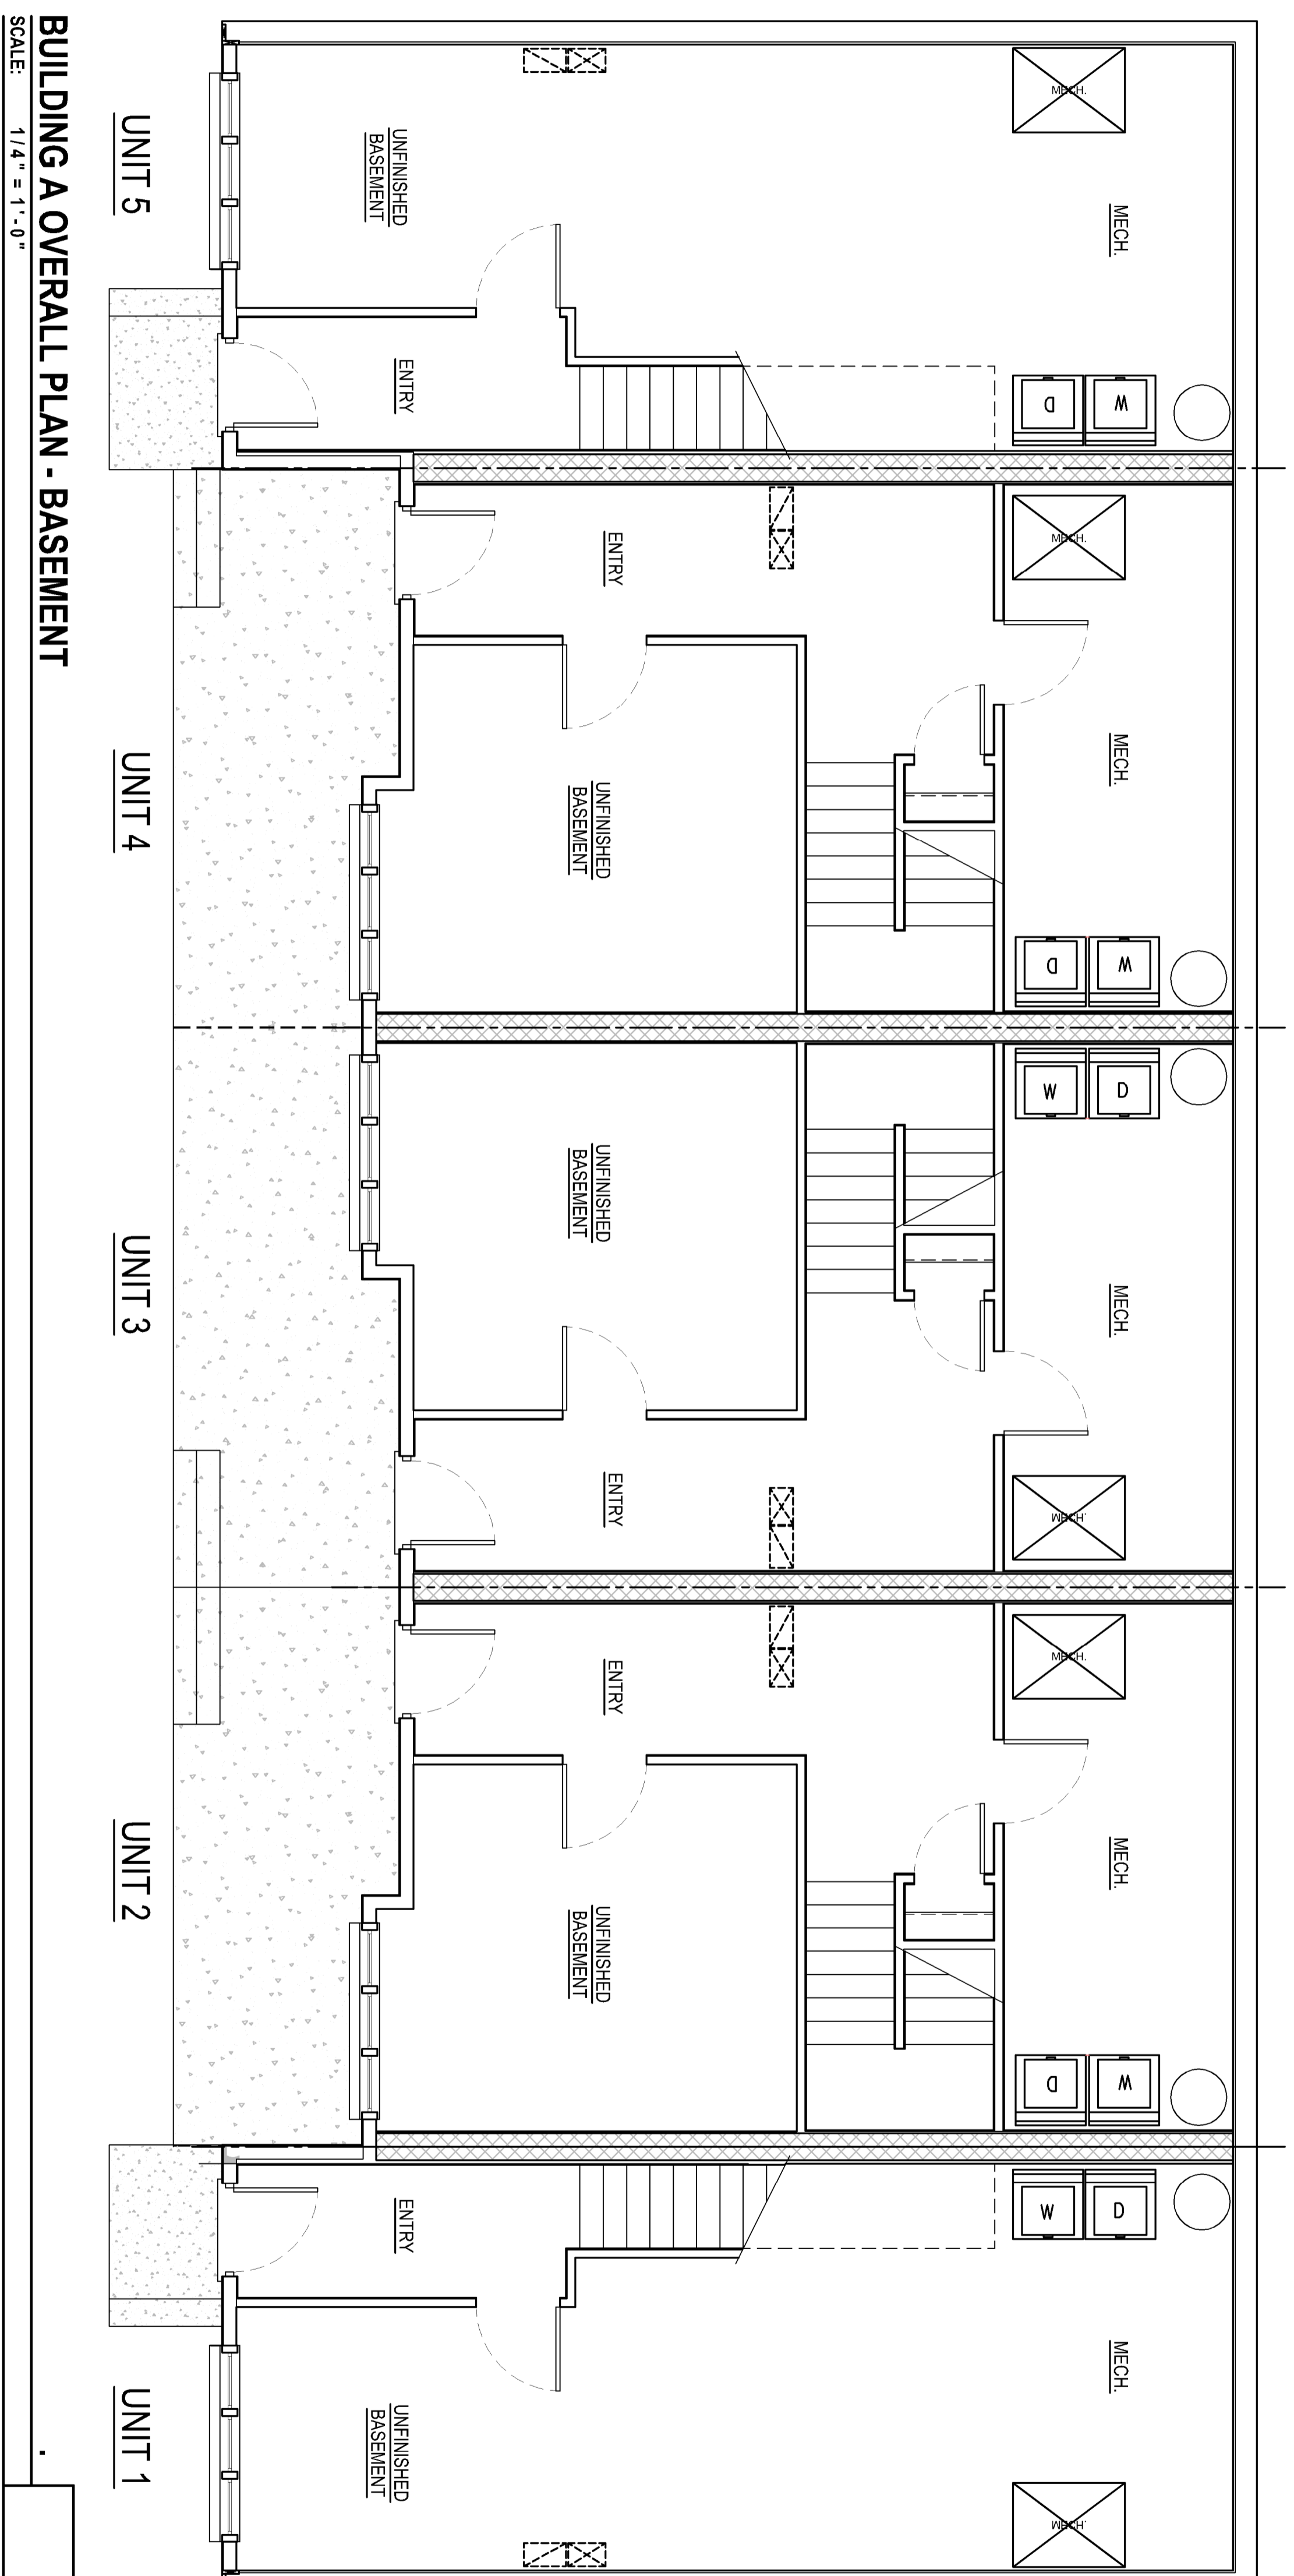 MECH.
MECH.
W
D
UNFINISHED
BASEMENT
ENTRY
UNIT 5
MECH.
MECH.
W
D
ENTRY
UNFINISHED
BASEMENT
UNIT 4
D
W
MECH.
MECH.
UNFINISHED
BASEMENT
ENTRY
UNIT 3
MECH.
MECH.
W
D
ENTRY
UNFINISHED
BASEMENT
UNIT 2
D
W
MECH.
MECH.
ENTRY
UNFINISHED
BASEMENT
UNIT 1
BUILDING A OVERALL PLAN - BASEMENT
SCALE: 1/4" = 1'-0"